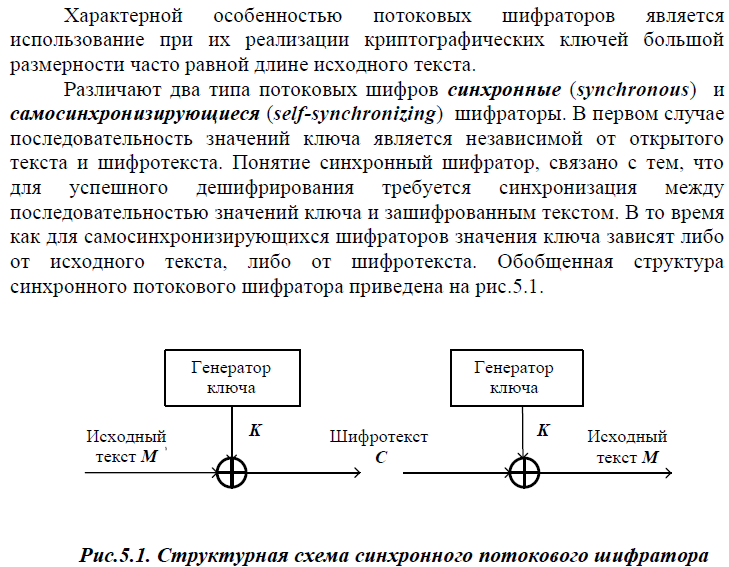 Характерной особенностью потоковых шифраторов является
использование при их реализации криптографических ключей большой
размерности часто равной длине исходного текста.
Различают два типа потоковых шифров синхронные (synchronous) и
самосинхронизирующиеся (self-synchronizing) шифраторы. В первом случае
последовательность значений ключа является независимой от открытого
текста и шифротекста. Понятие синхронный шифратор, связано с тем, что
для успешного дешифрирования требуется синхронизация между
последовательностью значений ключа и зашифрованным текстом. В то время
как для самосинхронизирующихся шифраторов значения ключа зависят либо
от исходного текста, либо от шифротекста. Обобщенная структура
синхронного потокового шифратора приведена на рис.5.1.
Генератор
ключа
Генератор
ключа
Исходный
текст M
K
Шифротекст
C
K
Исходный
текст M
Рис.5.1. Структурная схема синхронного потокового шифратора